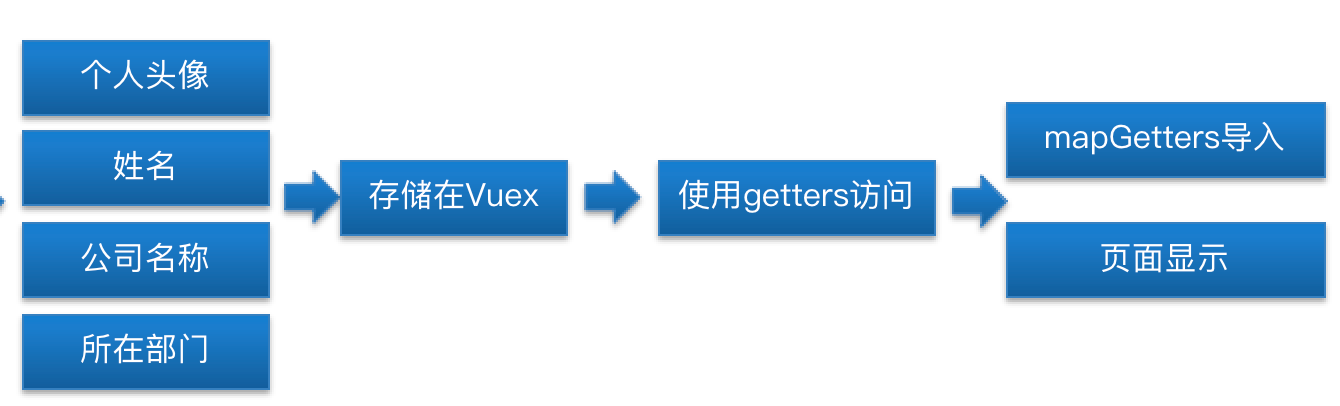 个人头像
姓名
公司名称
所在部门
存储在Vuex
使用getters访问
mapGetters导入
页面显示